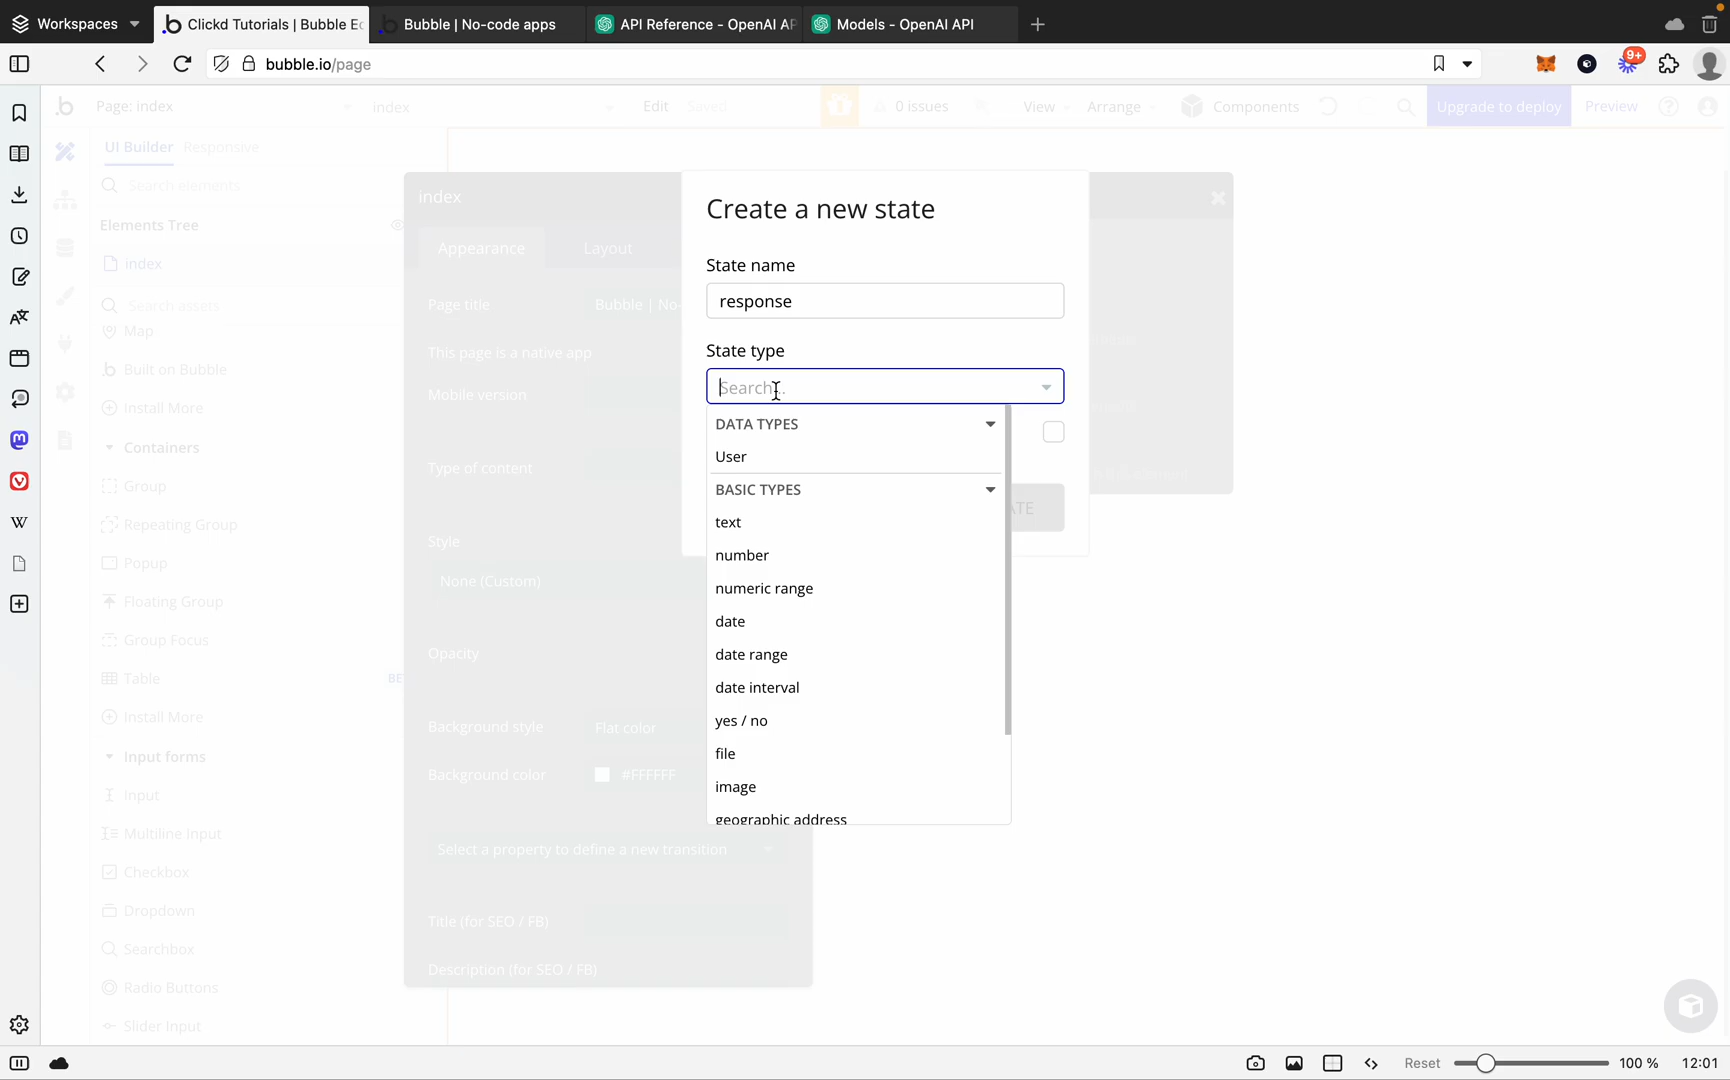 Workspaces
Clickd Tutorials | Bubble Ec
Bubble | No-code apps
API Reference - OpenAI AP
Models - OpenAI API
bubble.io/page
9+
Page: index
index
Edit
Saved
0 issues
View
Arrange
Components
Upgrade to deploy
Preview
UI Builder
Responsive
Search elements
Elements Tree
index
Search assets
Map
Built on Bubble
Install More
Containers
Group
Repeating Group
Popup
Floating Group
Group Focus
Table
BE
Install More
Input forms
Input
Multiline Input
Checkbox
Dropdown
Searchbox
Radio Buttons
Slider Input
index
Appearance
Layout
Page title
Bubble | No-
This page is a native app
Mobile version
Type of content
Style
None (Custom)
Opacity
Background style
Flat color
Background color
#FFFFFF
Select a property to define a new transition
Title (for SEO / FB)
Description (for SEO / FB)
Create a new state
State name
response
State type
Search...
DATA TYPES
User
BASIC TYPES
text
number
numeric range
date
date range
date interval
yes / no
file
image
geographic address
ATE
Reset
100 %
12:01